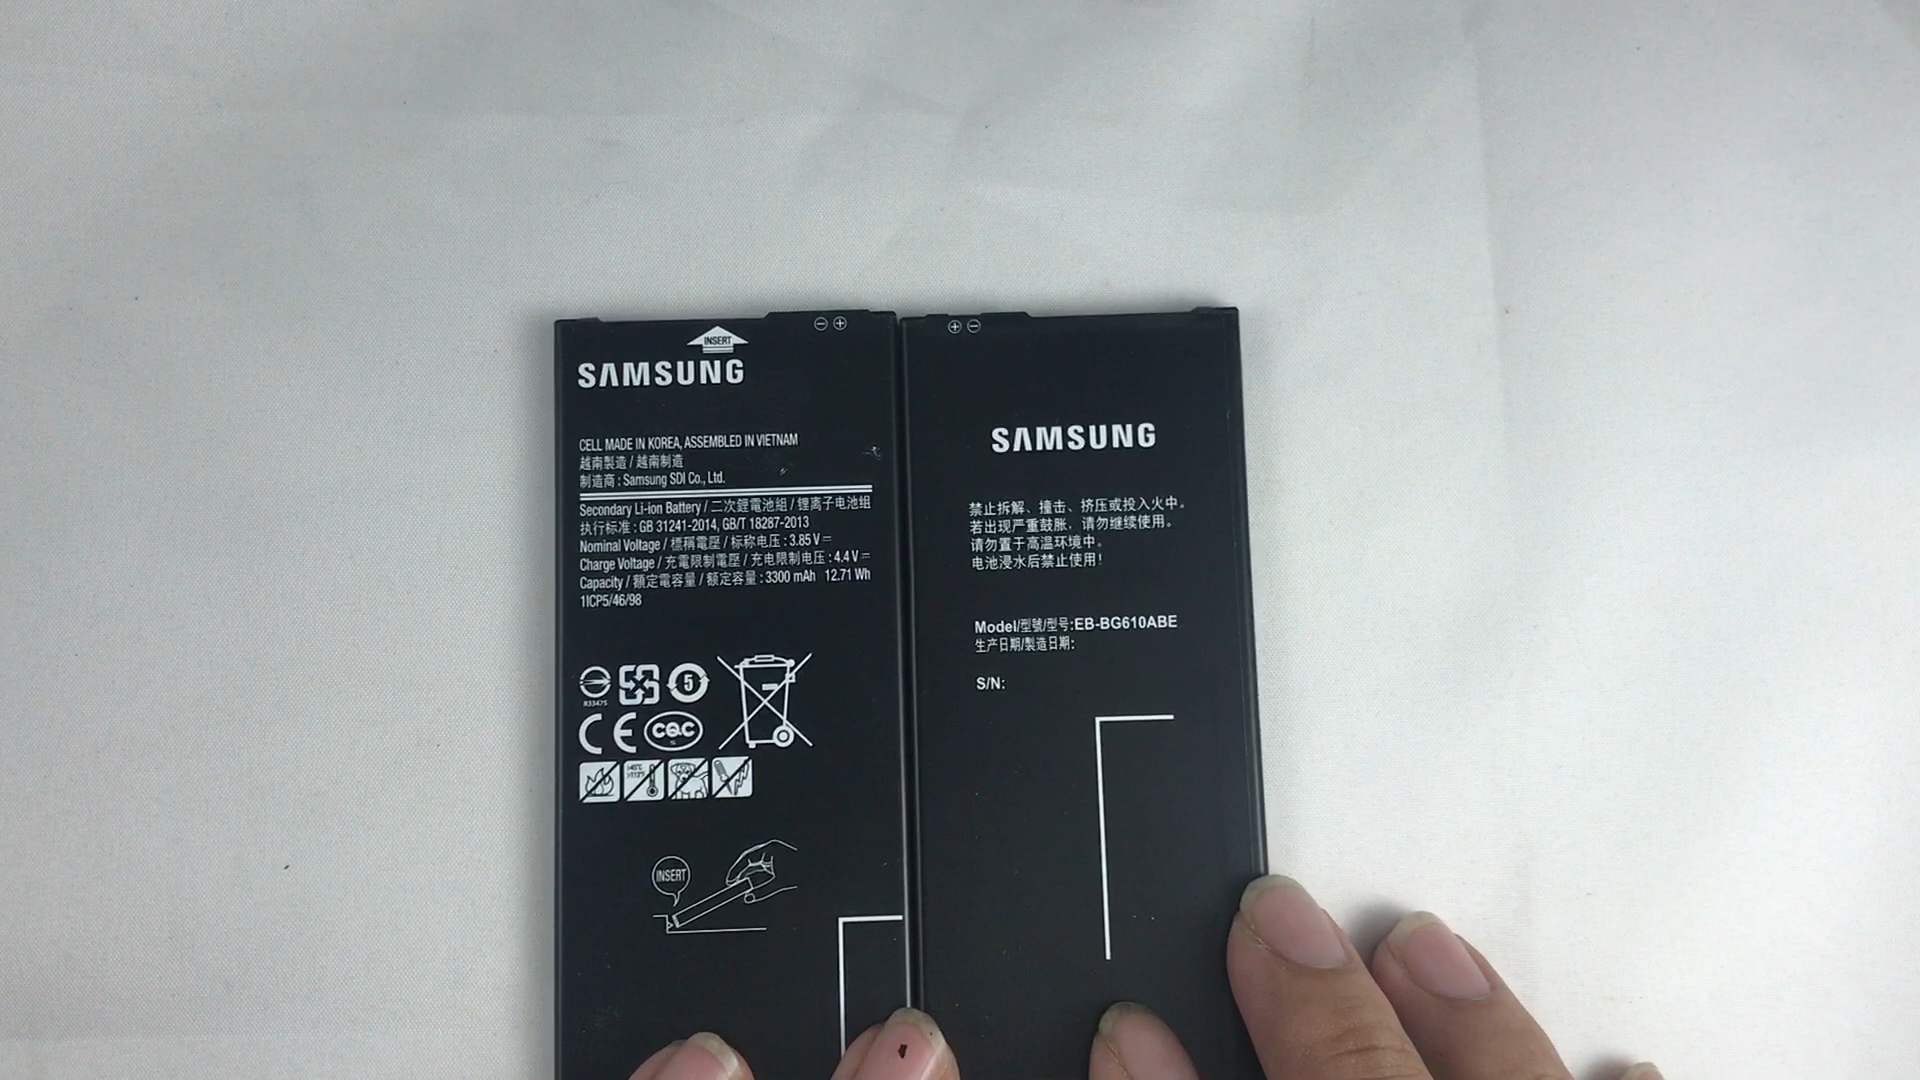 INSERT
SAMSUNG
CELL MADE IN KOREA, ASSEMBLED IN VIETNAM
越南製造 / 越南制造
制造商 : Samsung SDI Co., Ltd.
Secondary Li-ion Battery / 二次鋰電池組 / 锂离子电池组
执行标准 : GB 31241-2014, GB/T 18287-2013
Nominal Voltage / 標稱電壓 / 标称电压 : 3.85 V ⎓
Charge Voltage / 充電限制電壓 / 充电限制电压 : 4.4 V ⎓
Capacity / 額定電容量 / 额定容量 : 3300 mAh 12.71 Wh
1ICP5/46/98
R33475
5
CE
CQC
INSERT
SAMSUNG
禁止拆解、撞击、挤压或投入火中。
若出现严重鼓胀，请勿继续使用。
请勿置于高温环境中。
电池浸水后禁止使用！
Model/型號/型号:EB-BG610ABE
生产日期/製造日期:
S/N: